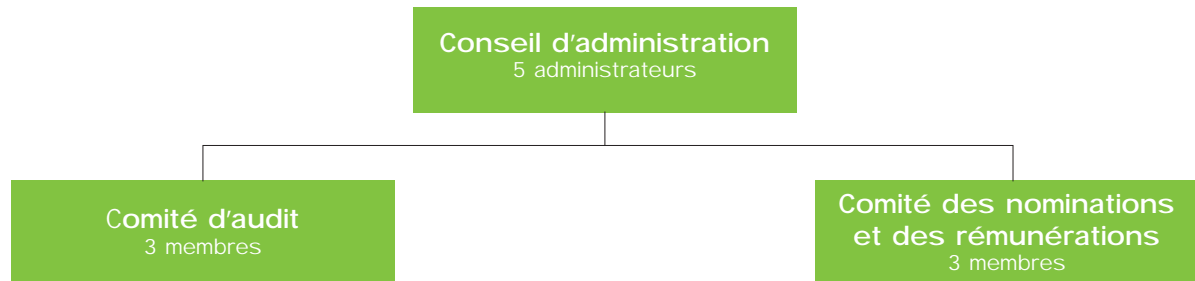 Conseil d'administration
5 administrateurs
Comité d'audit
3 membres
Comité des nominations
et des rémunérations
3 membres